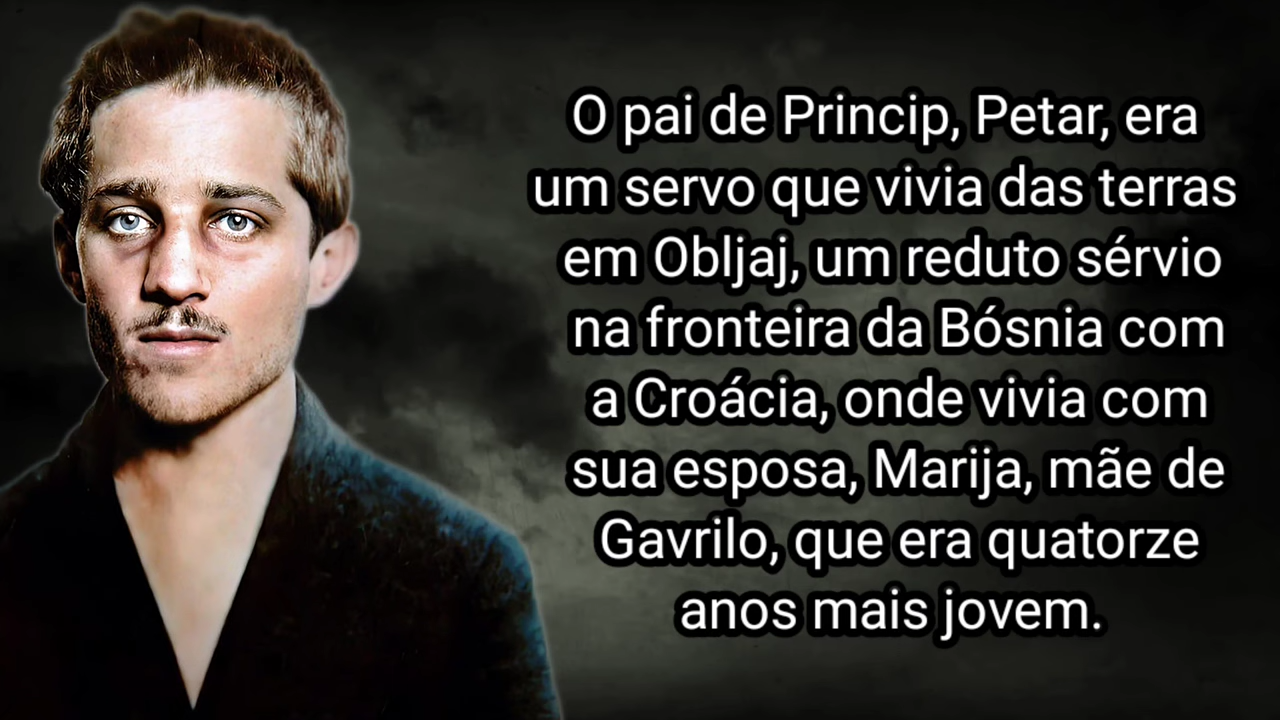 O pai de Princip, Petar, era
um servo que vivia das terras
em Obljaj, um reduto sérvio
na fronteira da Bósnia com
a Croácia, onde vivia com
sua esposa, Marija, mãe de
Gavrilo, que era quatorze
anos mais jovem.